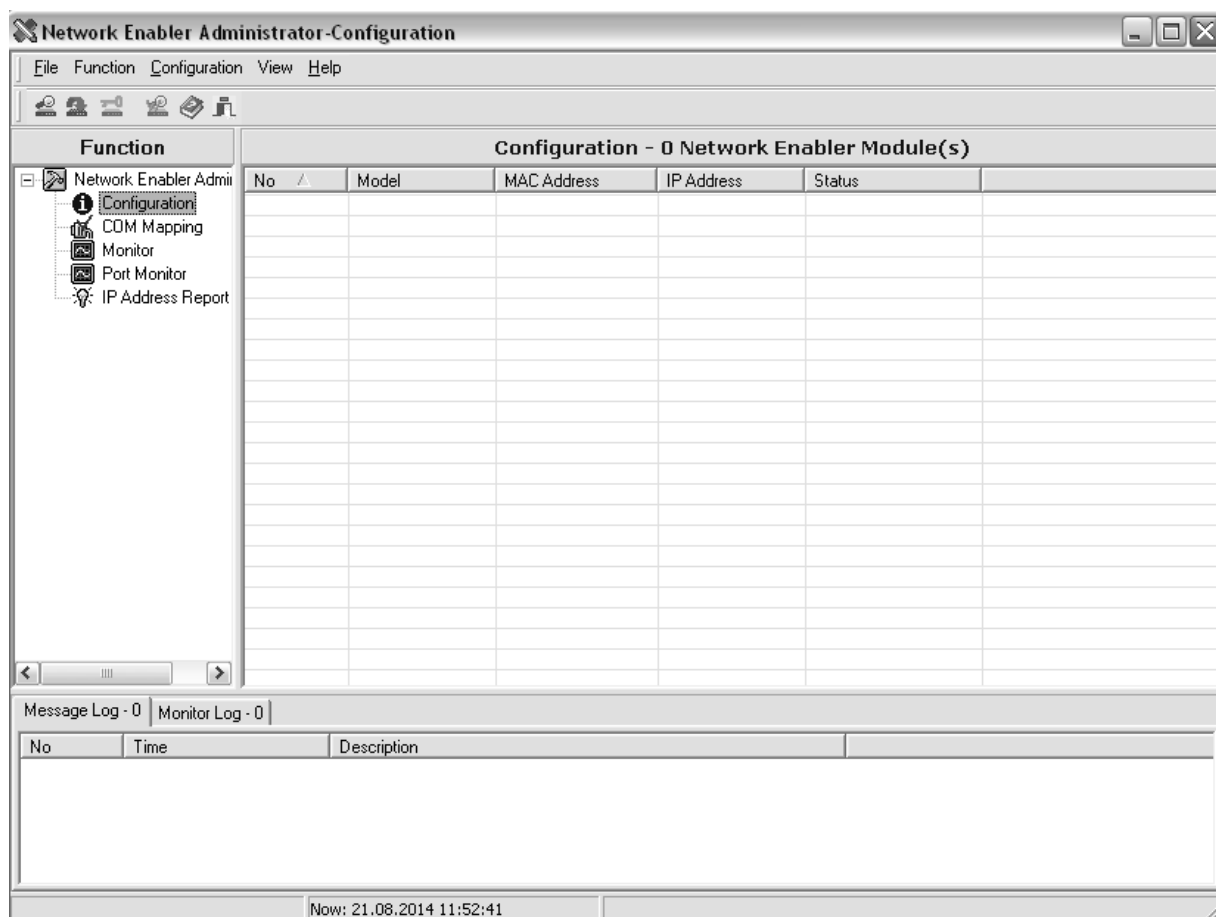 Network Enabler Administrator-Configuration
File Function Configuration View Help
Function
Configuration - 0 Network Enabler Module(s)
Network Enabler Admi
No Model MAC Address IP Address Status
Configuration
COM Mapping
Monitor
Port Monitor
IP Address Report
Message Log - 0 Monitor Log - 0
No Time Description
Now: 21.08.2014 11:52:41